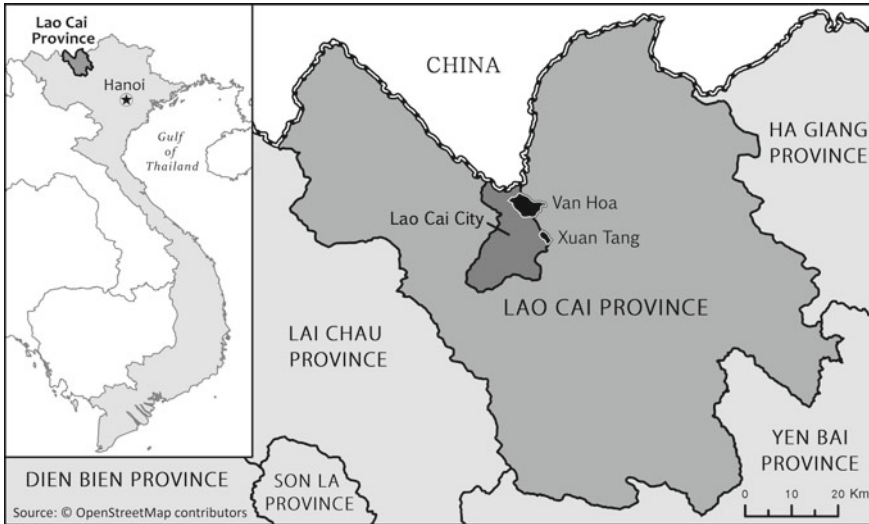 Lao Cai
Province
Hanoi
Gulf
of
Thailand
CHINA
HA GIANG
PROVINCE
Van Hoa
Lao Cai City
Xuan Tang
LAO CAI PROVINCE
LAI CHAU
PROVINCE
YEN BAI
PROVINCE
DIEN BIEN PROVINCE
SON LA
PROVINCE
0 10 20 Km
Source: © OpenStreetMap contributors